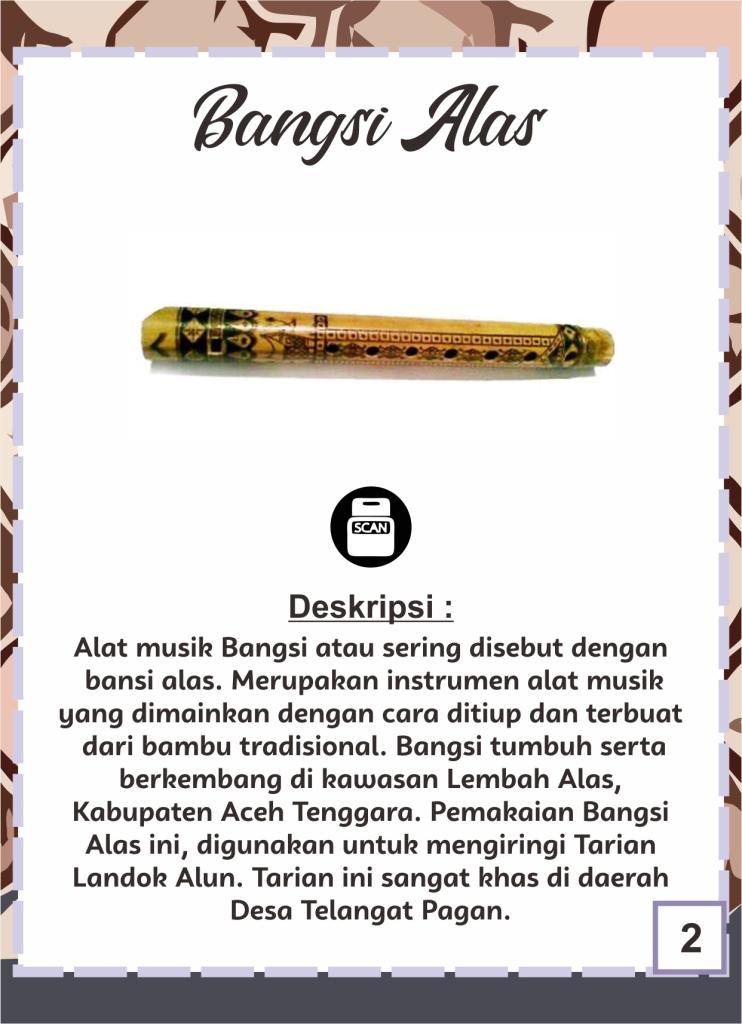 Bangsi Alas
SCAN
Deskripsi :
Alat musik Bangsi atau sering disebut dengan
bansi alas. Merupakan instrumen alat musik
yang dimainkan dengan cara ditiup dan terbuat
dari bambu tradisional. Bangsi tumbuh serta
berkembang di kawasan Lembah Alas,
Kabupaten Aceh Tenggara. Pemakaian Bangsi
Alas ini, digunakan untuk mengiringi Tarian
Landok Alun. Tarian ini sangat khas di daerah
Desa Telangat Pagan.
2